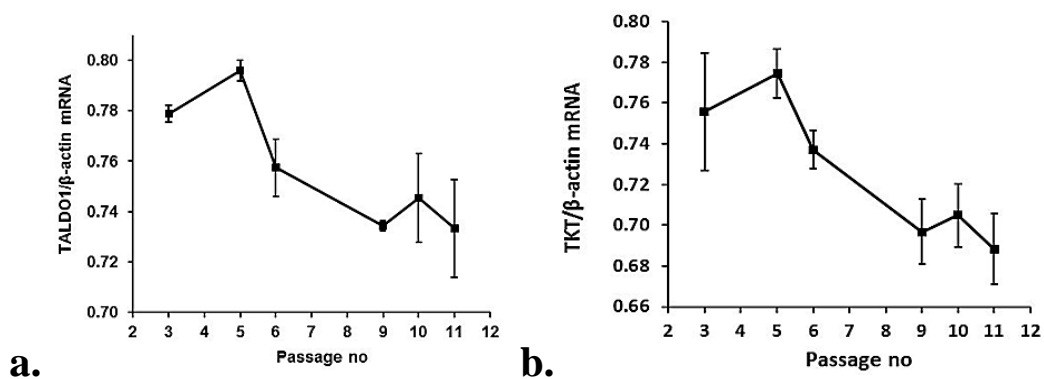 TALDO1/β-actin mRNA
0.80
0.78
0.76
0.74
0.72
0.70
2 3 4 5 6 7 8 9 10 11 12
Passage no
a.
TKT/β-actin mRNA
0.80
0.78
0.76
0.74
0.72
0.70
0.68
0.66
2 3 4 5 6 7 8 9 10 11 12
Passage no
b.